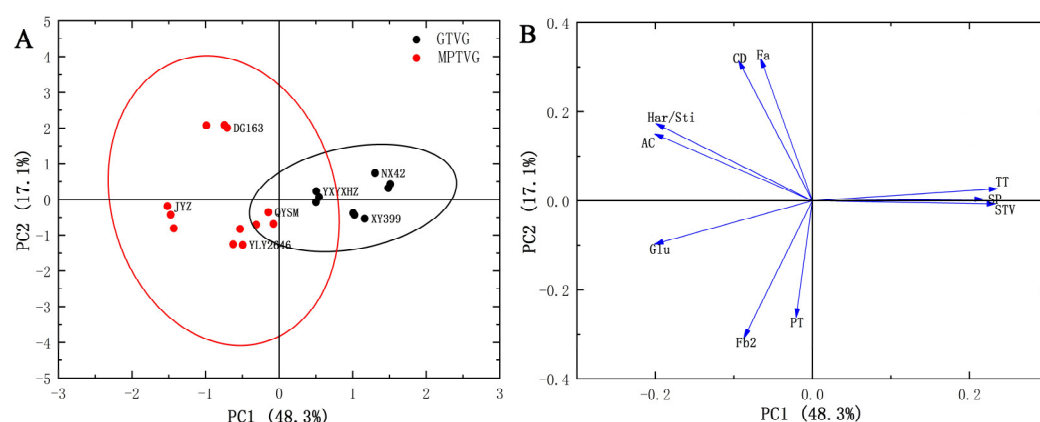 A
GTVG
MPTVG
5
4
3
2
1
0
−1
−2
−3
−4
−5
PC2 (17.1%)
DG163
NX42
YXYXHZ
JYZ
QYSM
XY399
YLY2646
−3
−2
−1
0
1
2
3
PC1 (48.3%)
B
0.4
0.2
0.0
−0.2
−0.4
PC2 (17.1%)
CD
Fa
Har/Sti
AC
TT
SP
STV
Glu
PT
Fb2
−0.2
0.0
0.2
PC1 (48.3%)